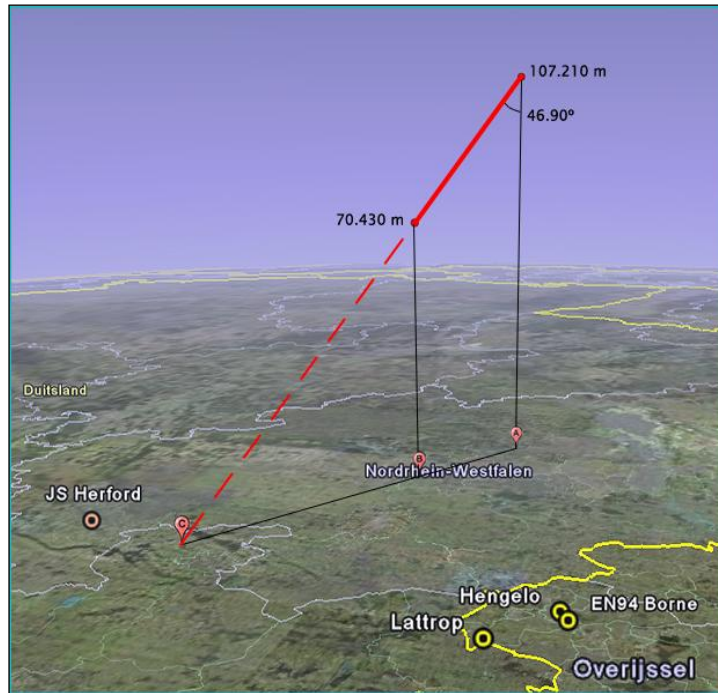 107.210 m
46.90º
70.430 m
Duitsland
A
B
Nordrhein-Westfalen
JS Herford
C
Hengelo
EN94 Borne
Lattrop
Overijssel